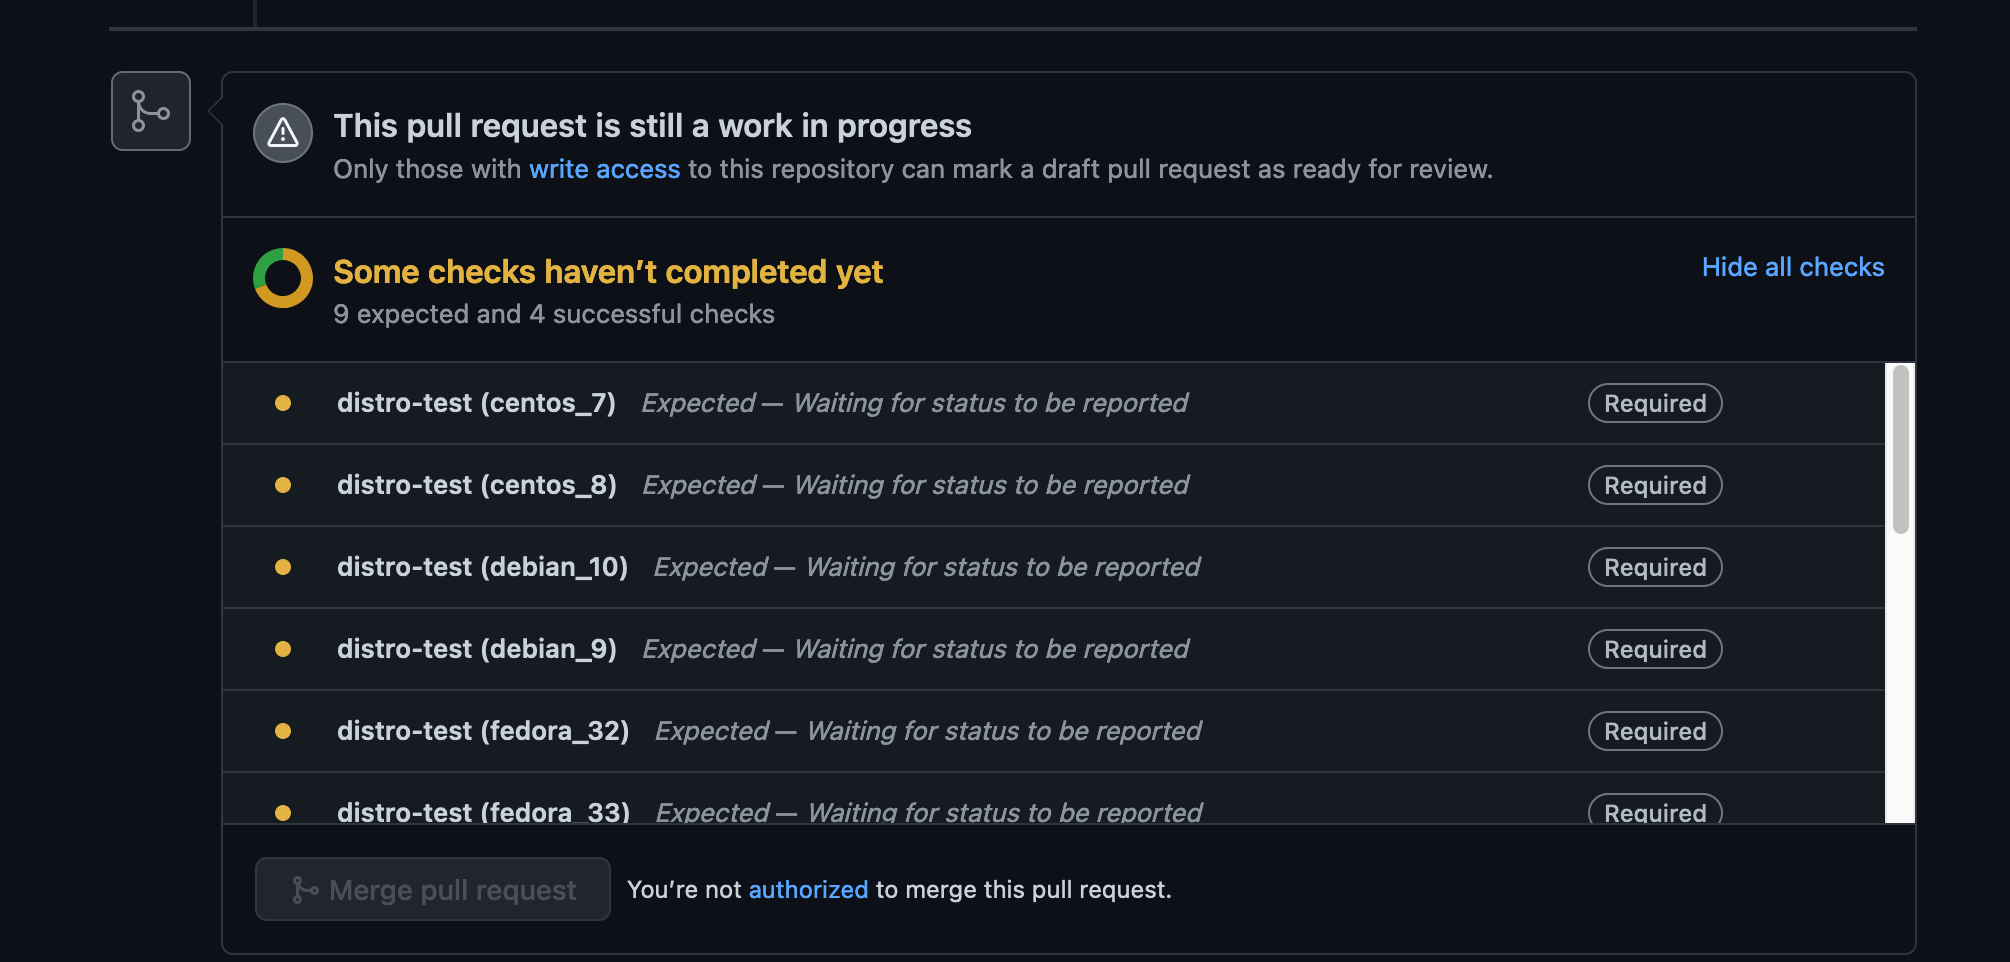 This pull request is still a work in progress
Only those with write access to this repository can mark a draft pull request as ready for review.
Some checks haven’t completed yet
Hide all checks
9 expected and 4 successful checks
distro-test (centos_7) Expected — Waiting for status to be reported Required
distro-test (centos_8) Expected — Waiting for status to be reported Required
distro-test (debian_10) Expected — Waiting for status to be reported Required
distro-test (debian_9) Expected — Waiting for status to be reported Required
distro-test (fedora_32) Expected — Waiting for status to be reported Required
distro-test (fedora_33) Expected — Waiting for status to be reported Required
Merge pull request You’re not authorized to merge this pull request.